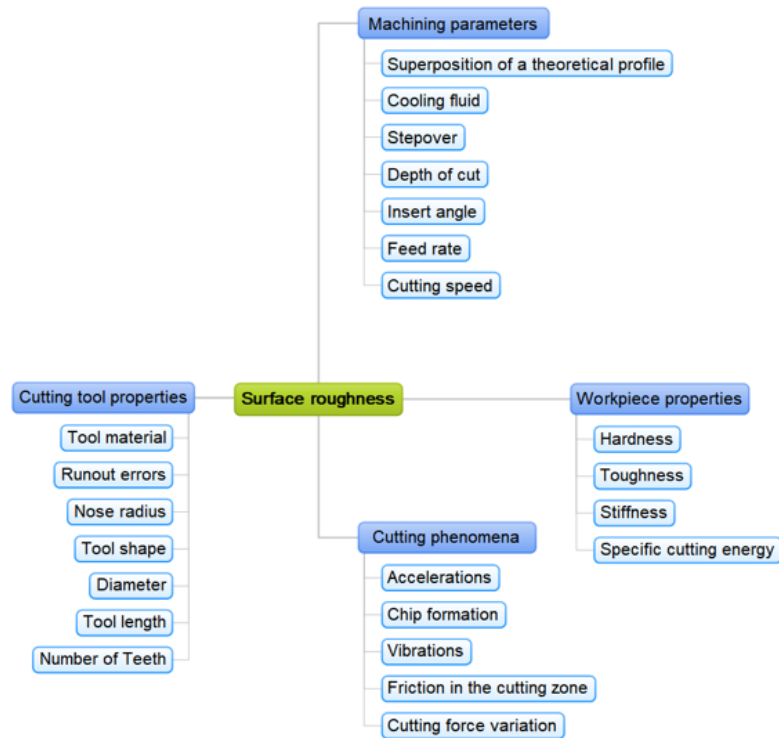 Machining parameters
Superposition of a theoretical profile
Cooling fluid
Stepover
Depth of cut
Insert angle
Feed rate
Cutting speed
Cutting tool properties
Surface roughness
Workpiece properties
Tool material
Runout errors
Nose radius
Tool shape
Diameter
Tool length
Number of Teeth
Hardness
Toughness
Stiffness
Specific cutting energy
Cutting phenomena
Accelerations
Chip formation
Vibrations
Friction in the cutting zone
Cutting force variation